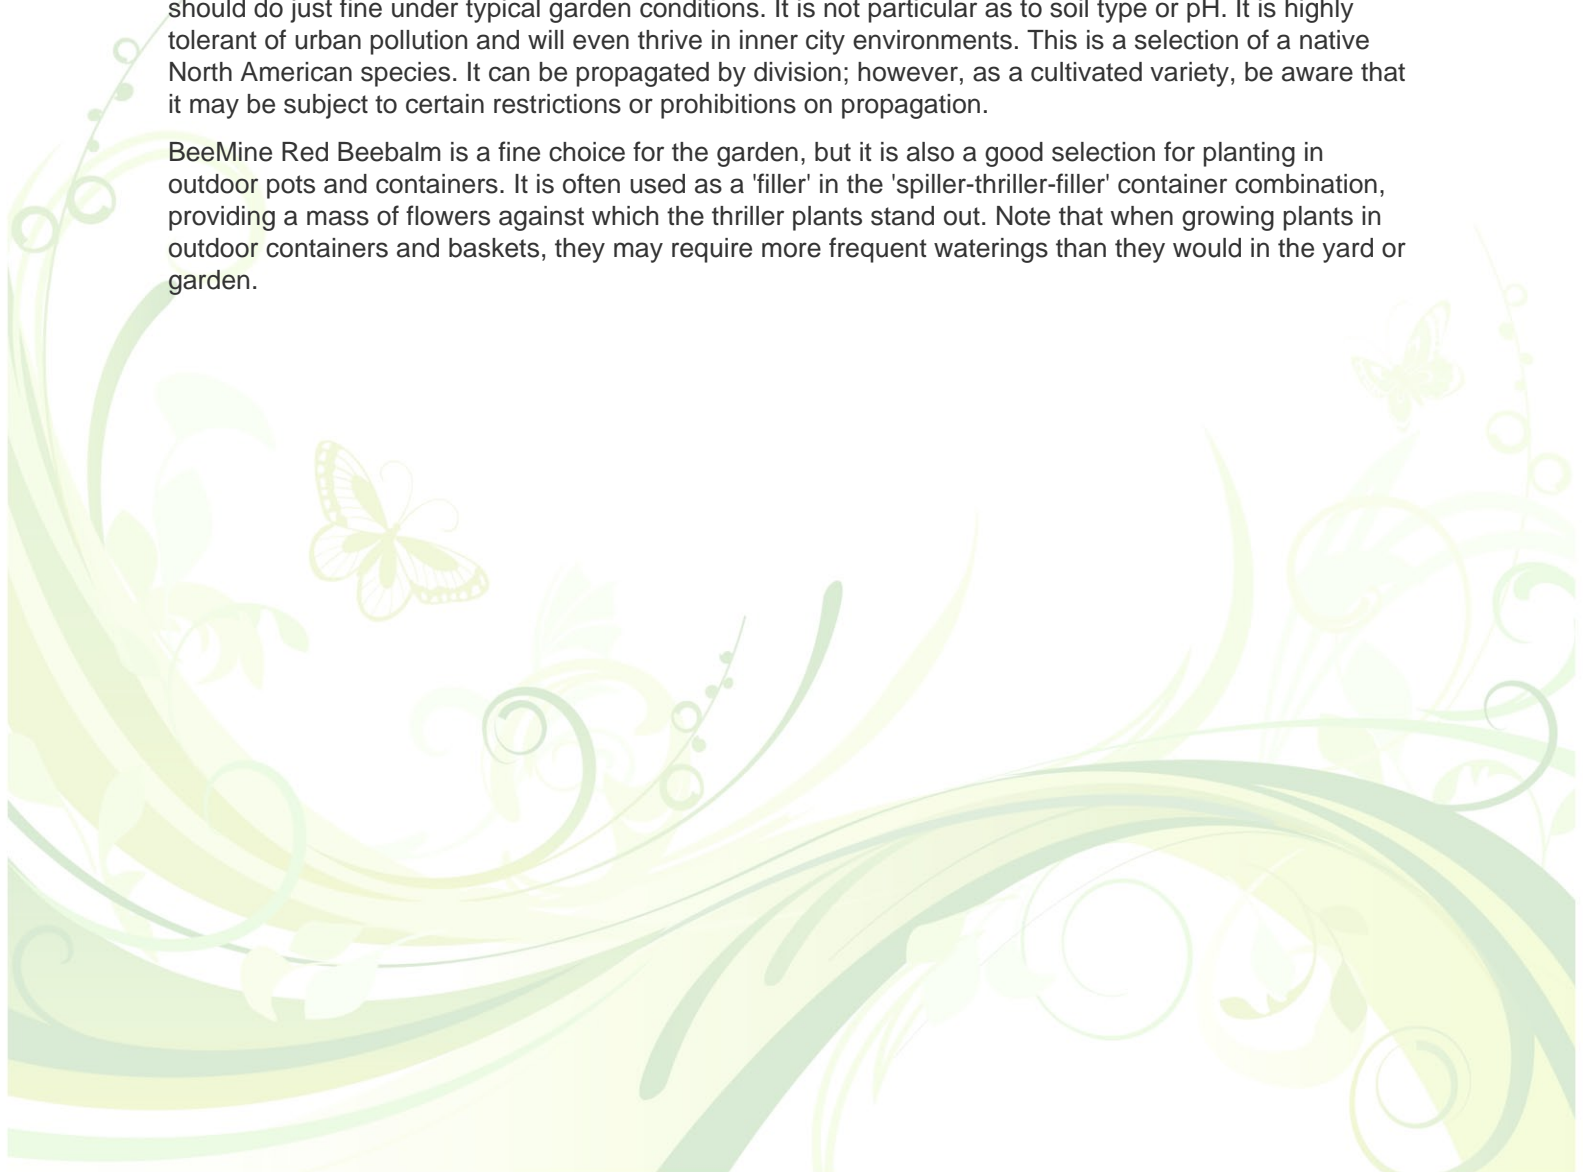 should do just fine under typical garden conditions. It is not particular as to soil type or pH. It is highly
tolerant of urban pollution and will even thrive in inner city environments. This is a selection of a native
North American species. It can be propagated by division; however, as a cultivated variety, be aware that
it may be subject to certain restrictions or prohibitions on propagation.
BeeMine Red Beebalm is a fine choice for the garden, but it is also a good selection for planting in
outdoor pots and containers. It is often used as a 'filler' in the 'spiller-thriller-filler' container combination,
providing a mass of flowers against which the thriller plants stand out. Note that when growing plants in
outdoor containers and baskets, they may require more frequent waterings than they would in the yard or
garden.